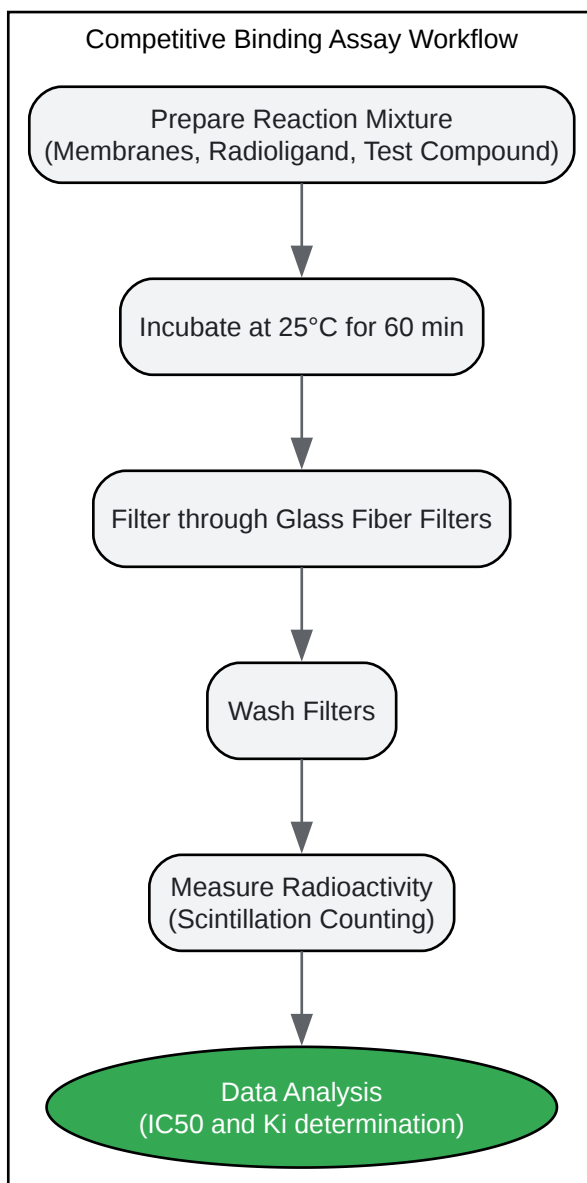 Competitive Binding Assay Workflow
Prepare Reaction Mixture
(Membranes, Radioligand, Test Compound)
Incubate at 25°C for 60 min
Filter through Glass Fiber Filters
Wash Filters
Measure Radioactivity
(Scintillation Counting)
Data Analysis
(IC50 and Ki determination)